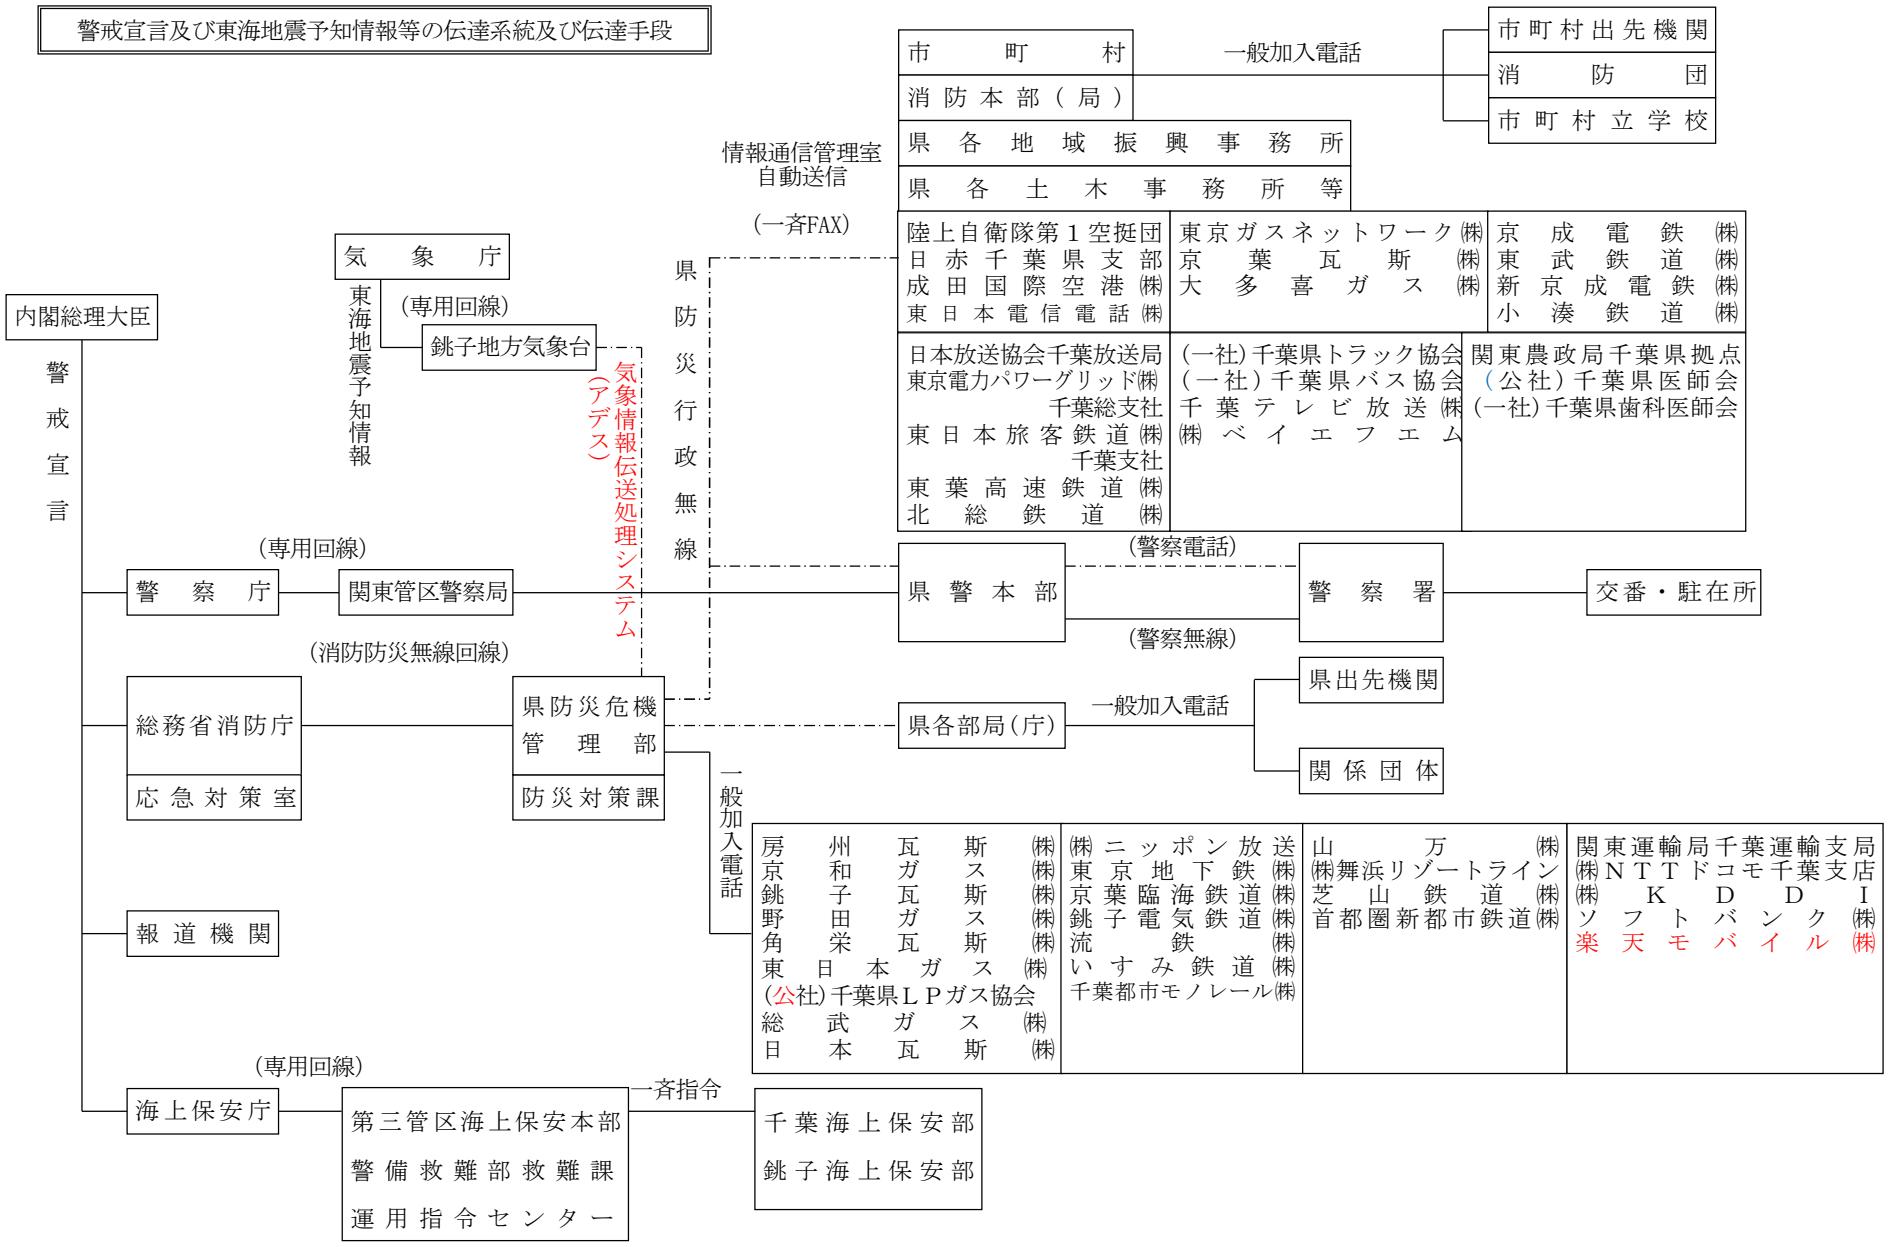 警戒宣言及び東海地震予知情報等の伝達系統及び伝達手段
市町村
消防本部(局)
一般加入電話
市町村出先機関
消防団
市町村立学校
県各地域振興事務所
県各土木事務所等
情報通信管理室
自動送信
(一斉FAX)
陸上自衛隊第1空挺団
日赤千葉県支部
成田国際空港㈱
東日本電信電話㈱
東京ガスネットワーク㈱
京葉瓦斯㈱
大多喜ガス㈱
京成電鉄㈱
東武鉄道㈱
新京成電鉄㈱
小湊鉄道㈱
日本放送協会千葉放送局
東京電力パワーグリッド㈱
千葉総支社
東日本旅客鉄道㈱
千葉支社
東葉高速鉄道㈱
北総鉄道㈱
(一社)千葉県トラック協会
(一社)千葉県バス協会
千葉テレビ放送㈱
㈱ベイエフエム
関東農政局千葉県拠点
(公社)千葉県医師会
(一社)千葉県歯科医師会
気象庁
東海地震予知情報
(専用回線)
銚子地方気象台
気象情報伝送処理システム
(アデス)
県防災行政無線
内閣総理大臣
警戒宣言
(専用回線)
警察庁
関東管区警察局
県警本部
(警察電話)
(警察無線)
警察署
交番・駐在所
(消防防災無線回線)
総務省消防庁
応急対策室
県防災危機
管理部
防災対策課
県各部局(庁)
一般加入電話
県出先機関
関係団体
一般加入電話
房州瓦斯㈱
京和ガス㈱
銚子瓦斯㈱
野田ガス㈱
角栄瓦斯㈱
東日本ガス㈱
(公社)千葉県LPガス協会
総武ガス㈱
日本瓦斯㈱
㈱ニッポン放送
東京地下鉄㈱
京葉臨海鉄道㈱
銚子電気鉄道㈱
流鉄㈱
いすみ鉄道㈱
千葉都市モノレール㈱
山万㈱
㈱舞浜リゾートライン
芝山鉄道㈱
首都圏新都市鉄道㈱
関東運輸局千葉運輸支局
㈱NTTドコモ千葉支店
㈱KDDI
ソフトバンク㈱
楽天モバイル㈱
報道機関
(専用回線)
海上保安庁
第三管区海上保安本部
警備救難部救難課
運用指令センター
一斉指令
千葉海上保安部
銚子海上保安部